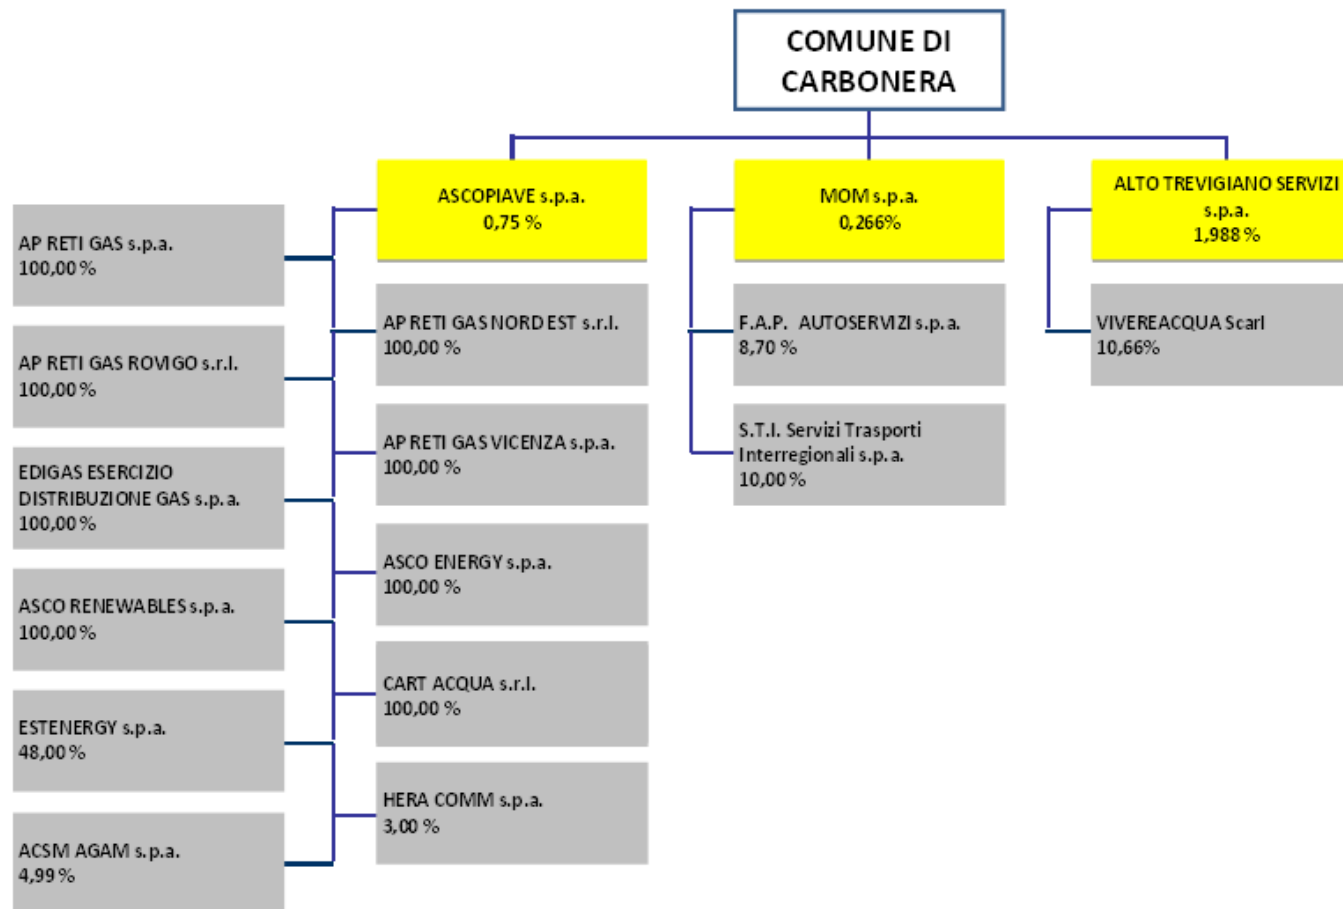 COMUNE DI
CARBONERA
ASCOPIAVE s.p.a.
0,75 %
MOM s.p.a.
0,266%
ALTO TREVIGIANO SERVIZI
s.p.a.
1,988 %
AP RETI GAS s.p.a.
100,00 %
AP RETI GAS NORD EST s.r.l.
100,00 %
F.A.P. AUTOSERVIZI s.p.a.
8,70 %
VIVEREACQUA Scarl
10,66%
AP RETI GAS ROVIGO s.r.l.
100,00 %
AP RETI GAS VICENZA s.p.a.
100,00 %
S.T.I. Servizi Trasporti
Interregionali s.p.a.
10,00 %
EDIGAS ESERCIZIO
DISTRIBUZIONE GAS s.p.a.
100,00 %
ASCO ENERGY s.p.a.
100,00 %
ASCO RENEWABLES s.p.a.
100,00 %
CART ACQUA s.r.l.
100,00 %
ESTENERGY s.p.a.
48,00 %
HERA COMM s.p.a.
3,00 %
ACSM AGAM s.p.a.
4,99 %